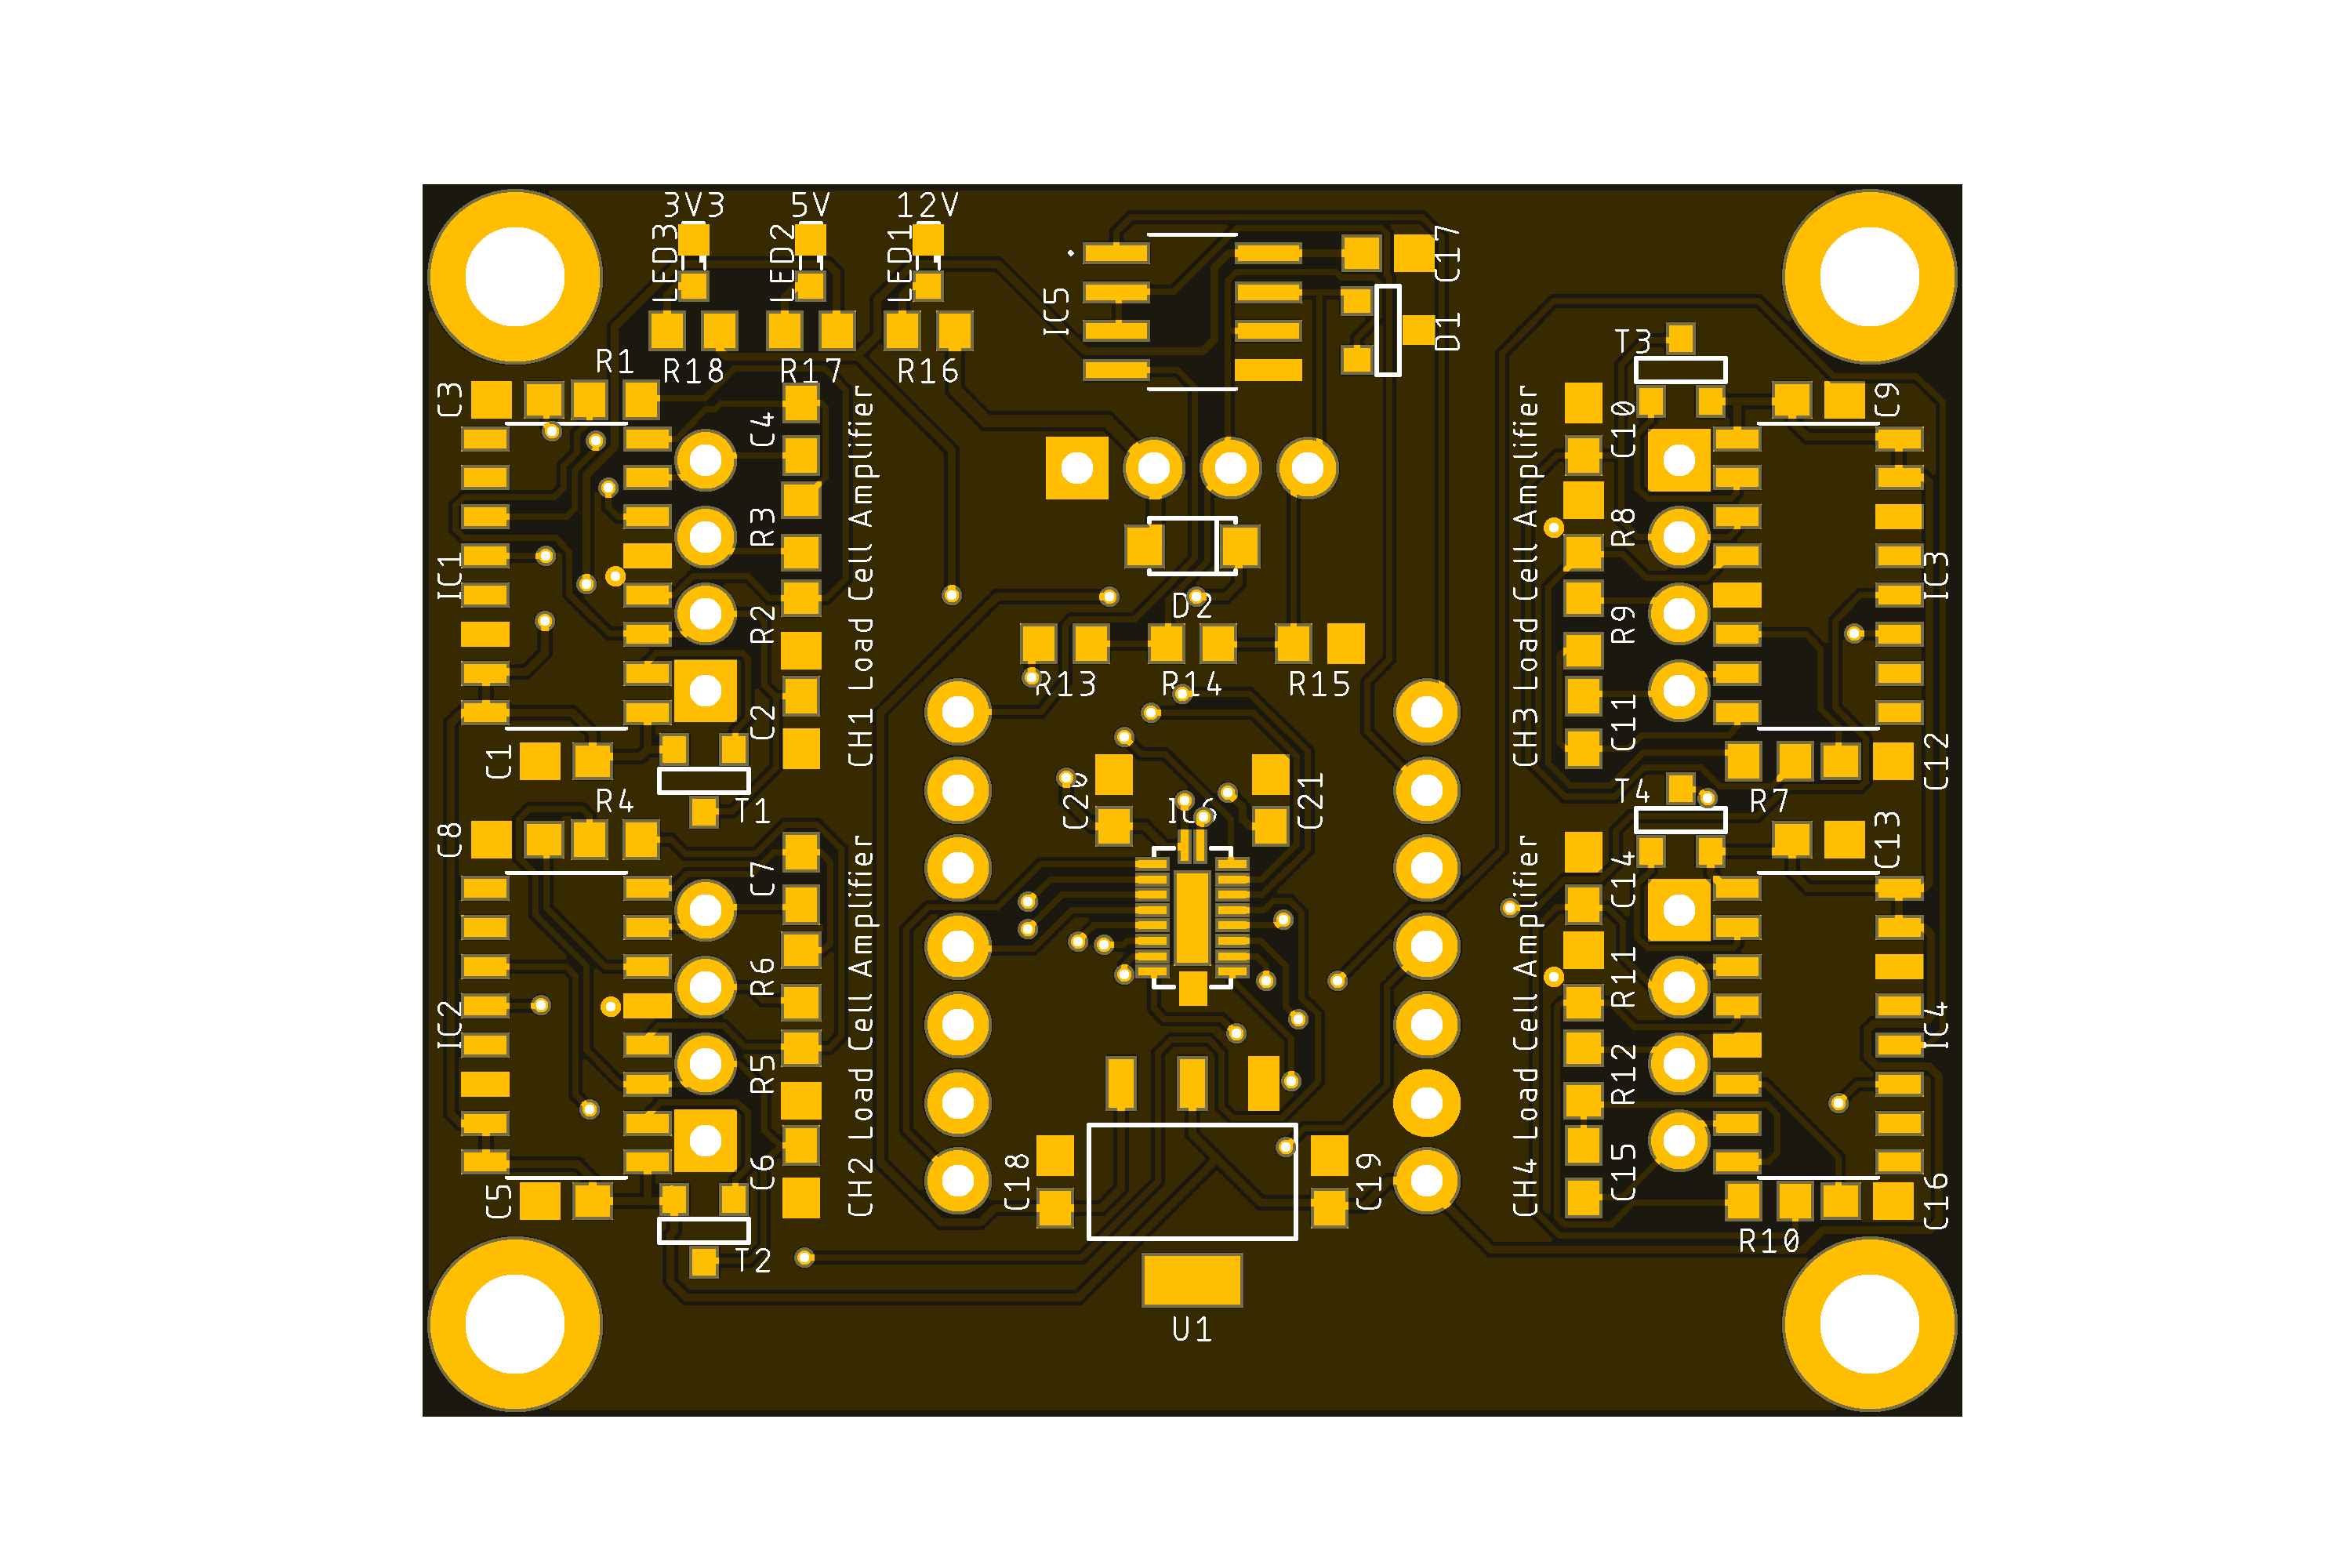 3V3
5V
12V
LED3
LED2
LED1
IC5
C17
D1
R1
R18
R17
R16
T3
C3
C4
CH1 Load Cell Amplifier
CH3 Load Cell Amplifier
C10
C9
R3
R8
IC1
IC3
D2
R2
R9
R13
R14
R15
C2
C11
C1
C12
T1
R4
C20
IC6
C21
T4
R7
C8
C7
C13
C14
CH2 Load Cell Amplifier
CH4 Load Cell Amplifier
R6
R11
IC2
IC4
R5
R12
C6
C18
C19
C15
C5
C16
T2
R10
U1